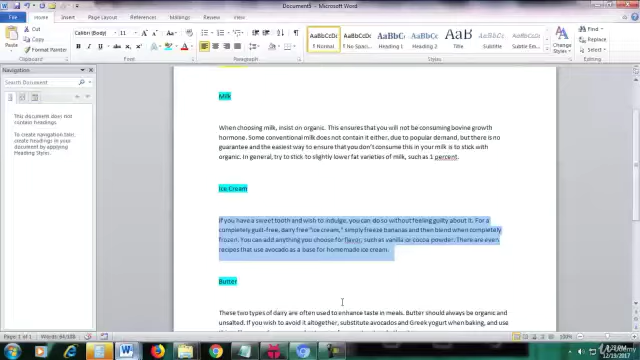 Document5 - Microsoft Word
File Home Insert Page Layout References Mailings Review View
Cut
Copy
Paste Format Painter
Clipboard
Calibri (Body) 11
Font
Paragraph
AaBbCcDc AaBbCcDc AaBbC AaBbCc AaB AaBbCc. AaBbCcDc
¶ Normal ¶ No Spaci... Heading 1 Heading 2 Title Subtitle Subtle Em...
Change Styles
Styles
Find
Replace
Select
Editing
Navigation
Search Document
This document does not contain headings.
To create navigation tabs, create headings in your document by applying Heading Styles.
Milk
When choosing milk, insist on organic. This ensures that you will not be consuming bovine growth
hormone. Some conventional milk does not contain it either, due to popular demand, but there is no
guarantee and the easiest way to ensure that you don't consume this in your milk is to stick with
organic. In general, try to stick to slightly lower fat varieties of milk, such as 1 percent.
Ice Cream
If you have a sweet tooth and wish to indulge, you can do so without feeling guilty about it. For a
completely guilt-free, dairy free "ice cream," simply freeze bananas and then blend when completely
frozen. You can add anything you choose for flavor, such as vanilla or cocoa powder. There are even
recipes that use avocado as a base for homemade ice cream.
Butter
These two types of dairy are often used to enhance taste in meals. Butter should always be organic and
unsalted. If you wish to avoid it altogether, substitute avocados and Greek yogurt when baking, and use
Page: 1 of 1
100%
12/19/2017
Udemy